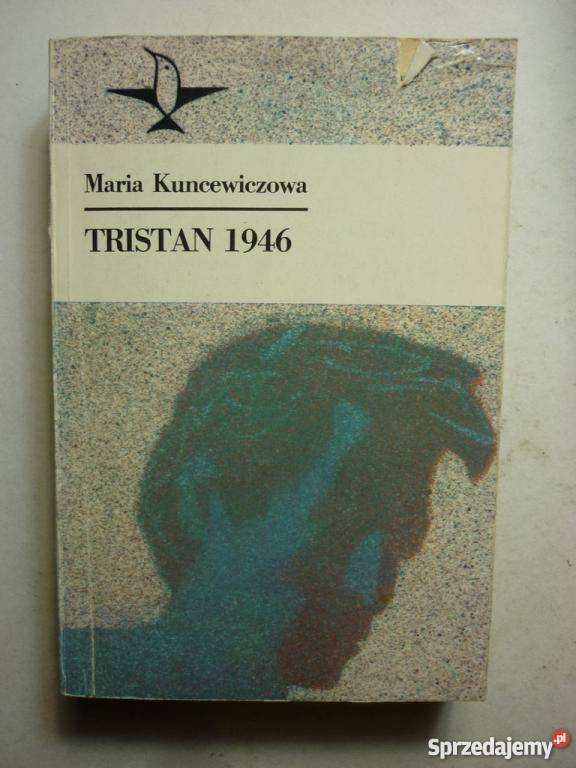 Maria Kuncewiczowa
TRISTAN 1946
Sprzedajemy.pl